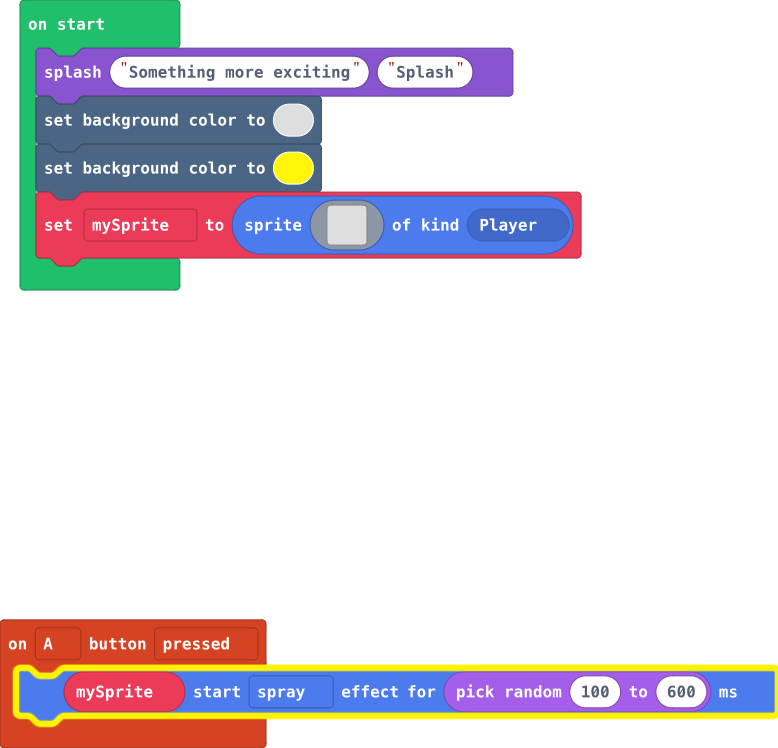 on start
splash "Something more exciting" "Splash"
set background color to
set background color to
set mySprite to sprite of kind Player
on A button pressed
mySprite start spray effect for pick random 100 to 600 ms